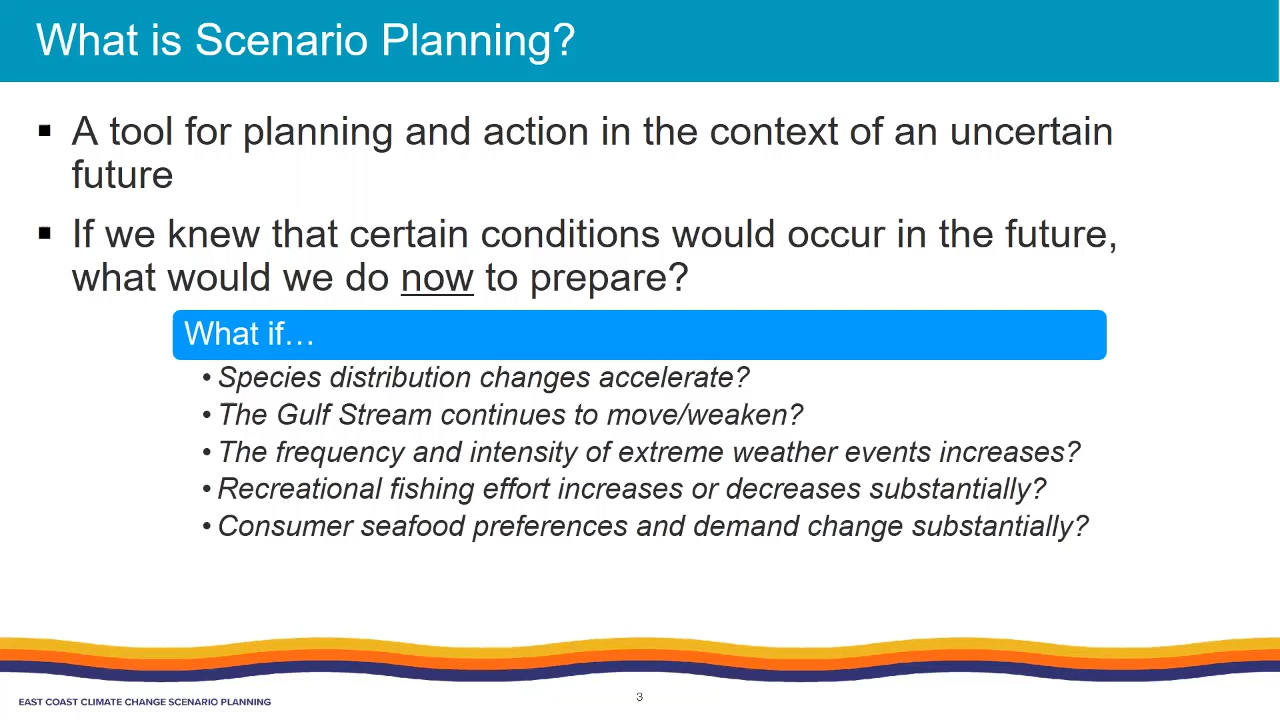 What is Scenario Planning?
▪ A tool for planning and action in the context of an uncertain
future
▪ If we knew that certain conditions would occur in the future,
what would we do now to prepare?
What if…
• Species distribution changes accelerate?
• The Gulf Stream continues to move/weaken?
• The frequency and intensity of extreme weather events increases?
• Recreational fishing effort increases or decreases substantially?
• Consumer seafood preferences and demand change substantially?
EAST COAST CLIMATE CHANGE SCENARIO PLANNING
3